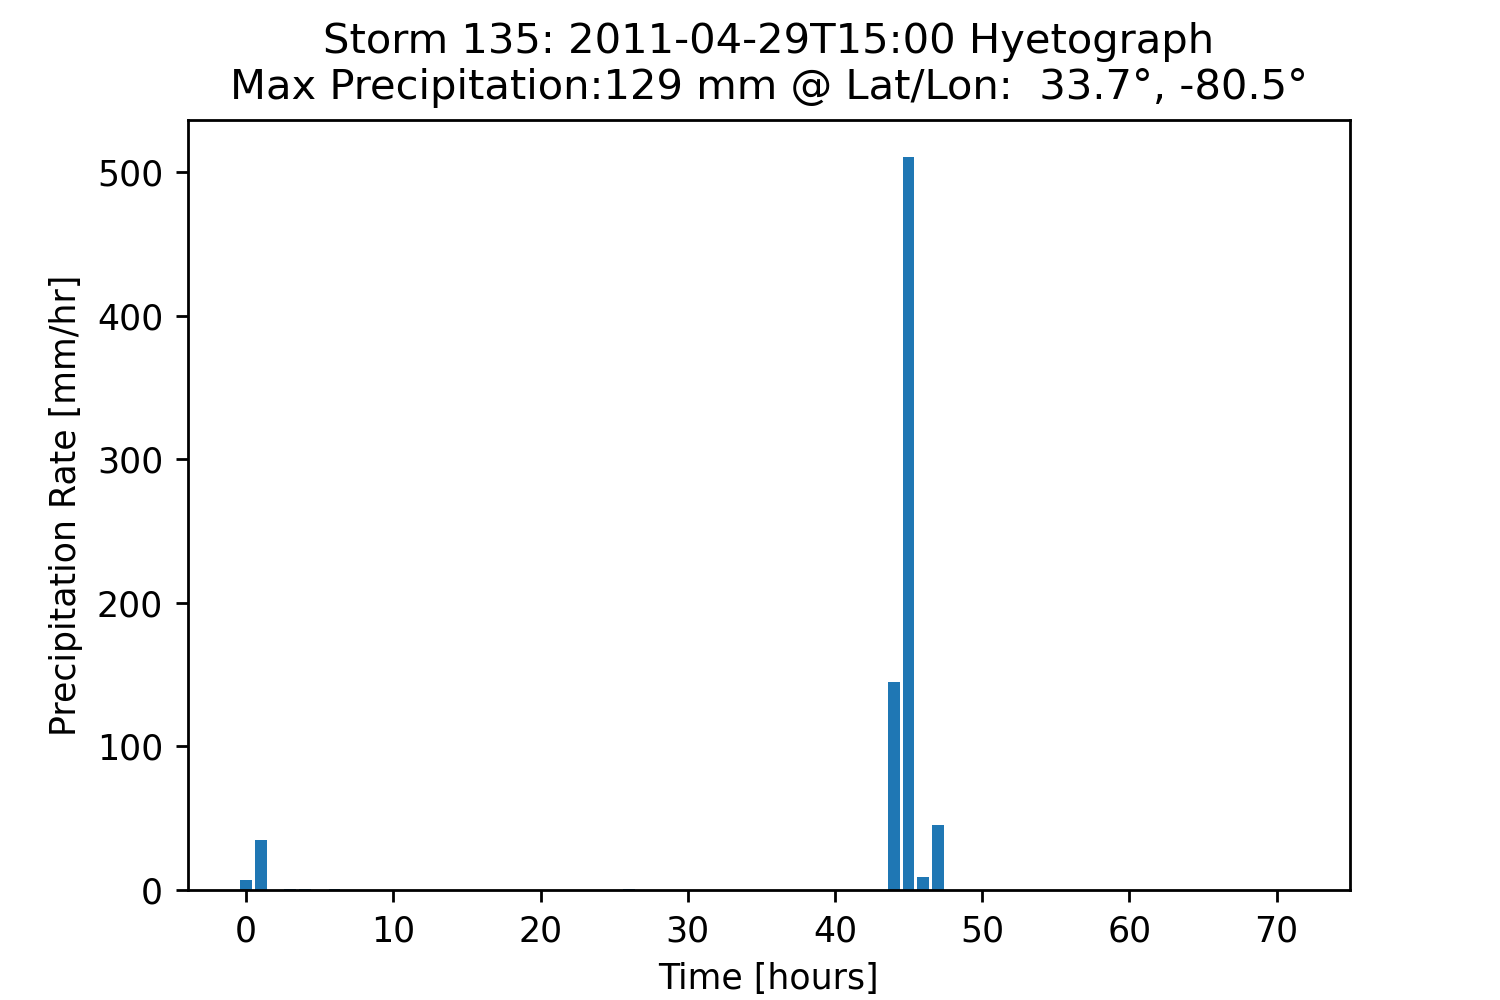 Storm 135: 2011-04-29T15:00 Hyetograph
Max Precipitation:129 mm @ Lat/Lon:  33.7°, -80.5°
Precipitation Rate [mm/hr]
500
400
300
200
100
0
0 10 20 30 40 50 60 70
Time [hours]